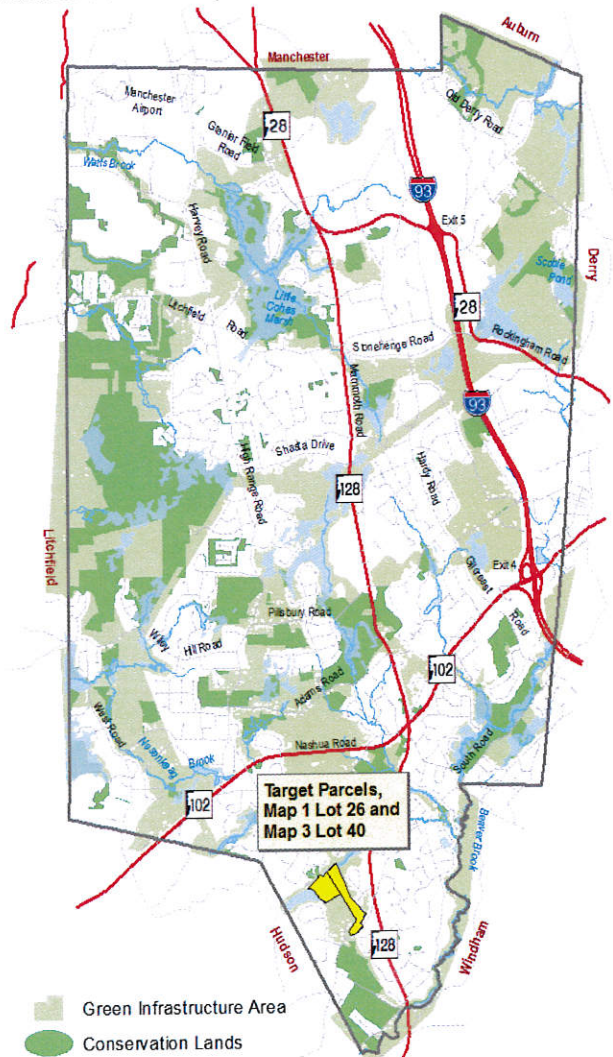 Auburn
Manchester
Manchester
Airport
Grenier Field
Road
28
Old Derry Road
Watts Brook
93
Harvey Road
Exit 5
Derry
Scobie
Pond
Little
Cohas
Marsh
28
Litchfield
Road
Stonehenge Road
Rockingham Road
Mammoth Road
93
Shasta Drive
High Range Road
Hardy Road
128
Litchfield
Exit 4
Gilcreast
Road
Pillsbury Road
Wiley
Hill Road
102
Adams Road
West Road
Nesenkeag
Brook
Nashua Road
South Road
102
Target Parcels,
Map 1 Lot 26 and
Map 3 Lot 40
Beaver Brook
Hudson
128
Windham
Green Infrastructure Area
Conservation Lands